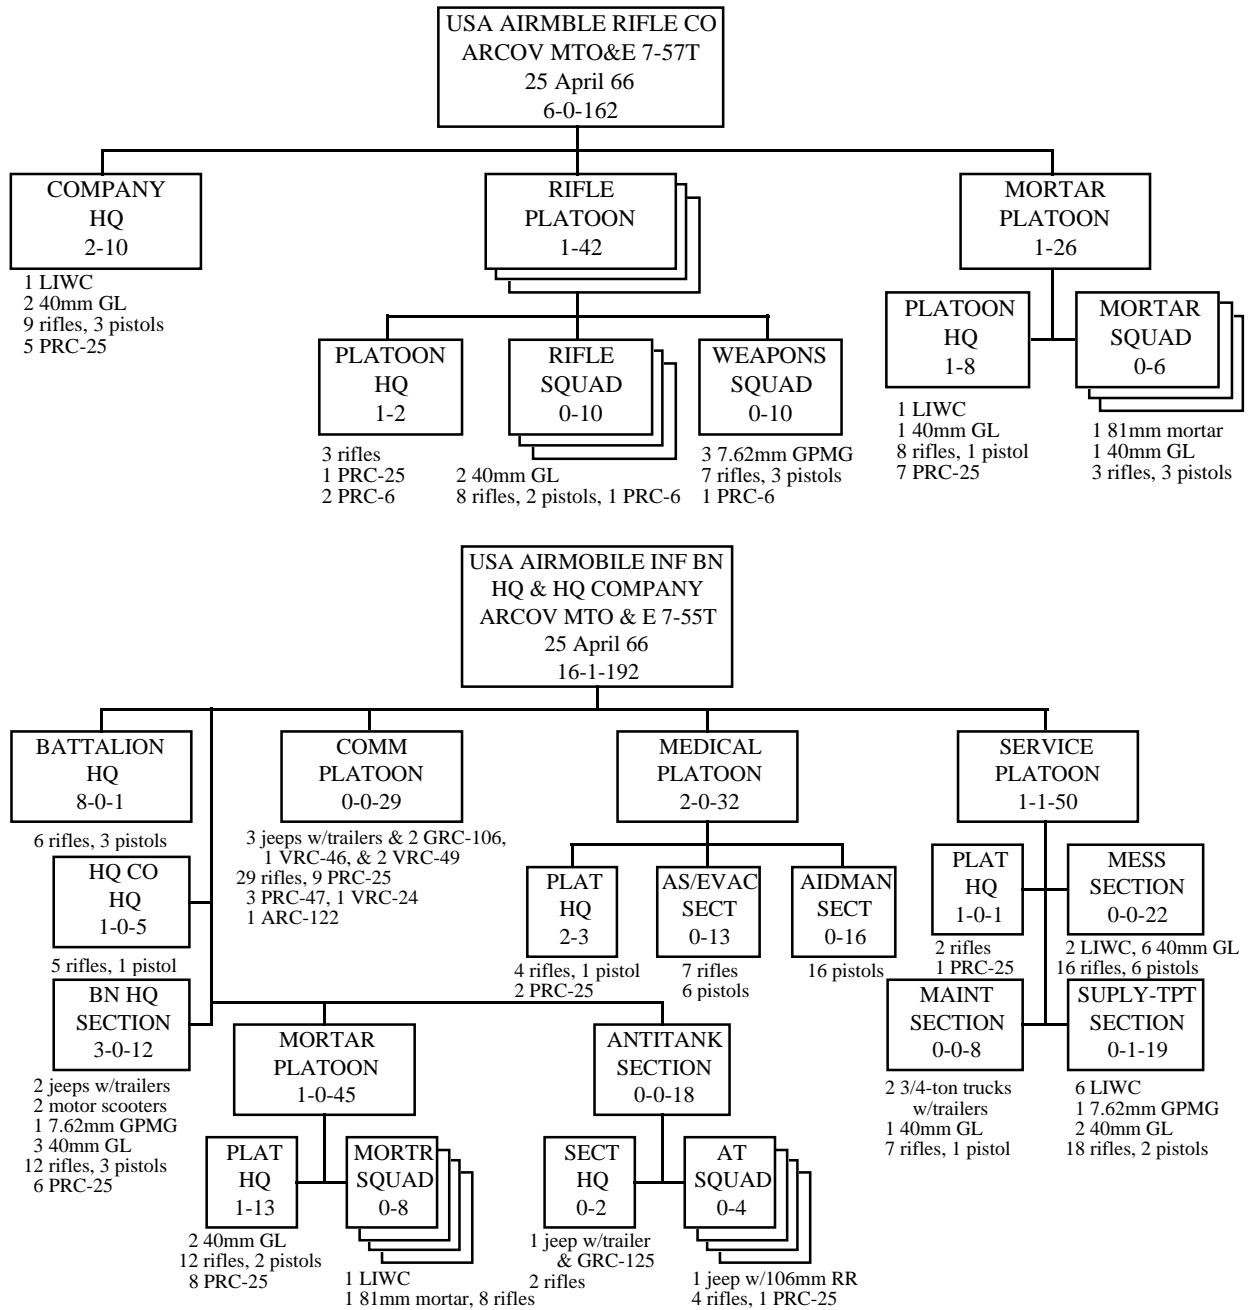 USA AIRMBLE RIFLE CO
ARCOV MTO&E 7-57T
25 April 66
6-0-162
COMPANY
HQ
2-10
1 LIWC
2 40mm GL
9 rifles, 3 pistols
5 PRC-25
RIFLE
PLATOON
1-42
MORTAR
PLATOON
1-26
PLATOON
HQ
1-2
3 rifles
1 PRC-25
2 PRC-6
RIFLE
SQUAD
0-10
2 40mm GL
8 rifles, 2 pistols, 1 PRC-6
WEAPONS
SQUAD
0-10
3 7.62mm GPMG
7 rifles, 3 pistols
1 PRC-6
PLATOON
HQ
1-8
1 LIWC
1 40mm GL
8 rifles, 1 pistol
7 PRC-25
MORTAR
SQUAD
0-6
1 81mm mortar
1 40mm GL
3 rifles, 3 pistols
USA AIRMOBILE INF BN
HQ & HQ COMPANY
ARCOV MTO & E 7-55T
25 April 66
16-1-192
BATTALION
HQ
8-0-1
6 rifles, 3 pistols
HQ CO
HQ
1-0-5
5 rifles, 1 pistol
BN HQ
SECTION
3-0-12
2 jeeps w/trailers
2 motor scooters
1 7.62mm GPMG
3 40mm GL
12 rifles, 3 pistols
6 PRC-25
COMM
PLATOON
0-0-29
3 jeeps w/trailers & 2 GRC-106,
1 VRC-46, & 2 VRC-49
29 rifles, 9 PRC-25
3 PRC-47, 1 VRC-24
1 ARC-122
MEDICAL
PLATOON
2-0-32
PLAT
HQ
2-3
4 rifles, 1 pistol
2 PRC-25
AS/EVAC
SECT
0-13
7 rifles
6 pistols
AIDMAN
SECT
0-16
16 pistols
SERVICE
PLATOON
1-1-50
PLAT
HQ
1-0-1
2 rifles
1 PRC-25
MESS
SECTION
0-0-22
2 LIWC, 6 40mm GL
16 rifles, 6 pistols
MAINT
SECTION
0-0-8
2 3/4-ton trucks
w/trailers
1 40mm GL
7 rifles, 1 pistol
SUPLY-TPT
SECTION
0-1-19
6 LIWC
1 7.62mm GPMG
2 40mm GL
18 rifles, 2 pistols
MORTAR
PLATOON
1-0-45
PLAT
HQ
1-13
2 40mm GL
12 rifles, 2 pistols
8 PRC-25
MORTR
SQUAD
0-8
1 LIWC
1 81mm mortar, 8 rifles
ANTITANK
SECTION
0-0-18
SECT
HQ
0-2
1 jeep w/trailer
& GRC-125
2 rifles
AT
SQUAD
0-4
1 jeep w/106mm RR
4 rifles, 1 PRC-25